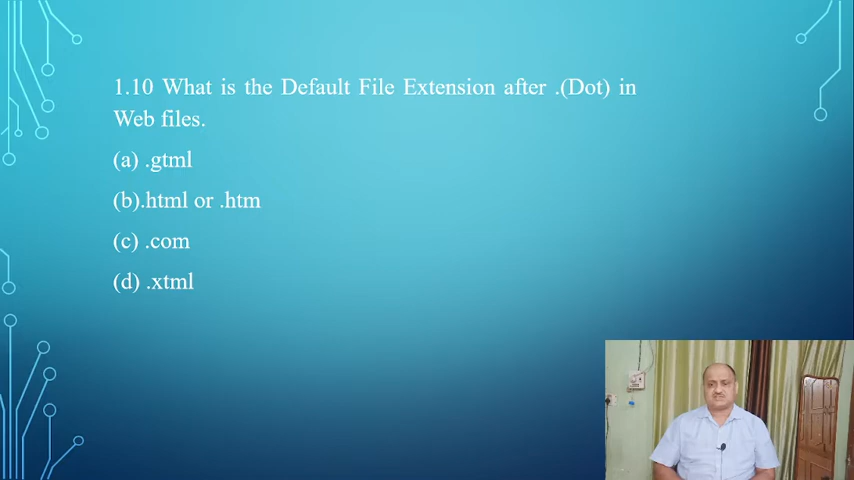 1.10 What is the Default File Extension after .(Dot) in
Web files.
(a) .gtml
(b).html or .htm
(c) .com
(d) .xtml